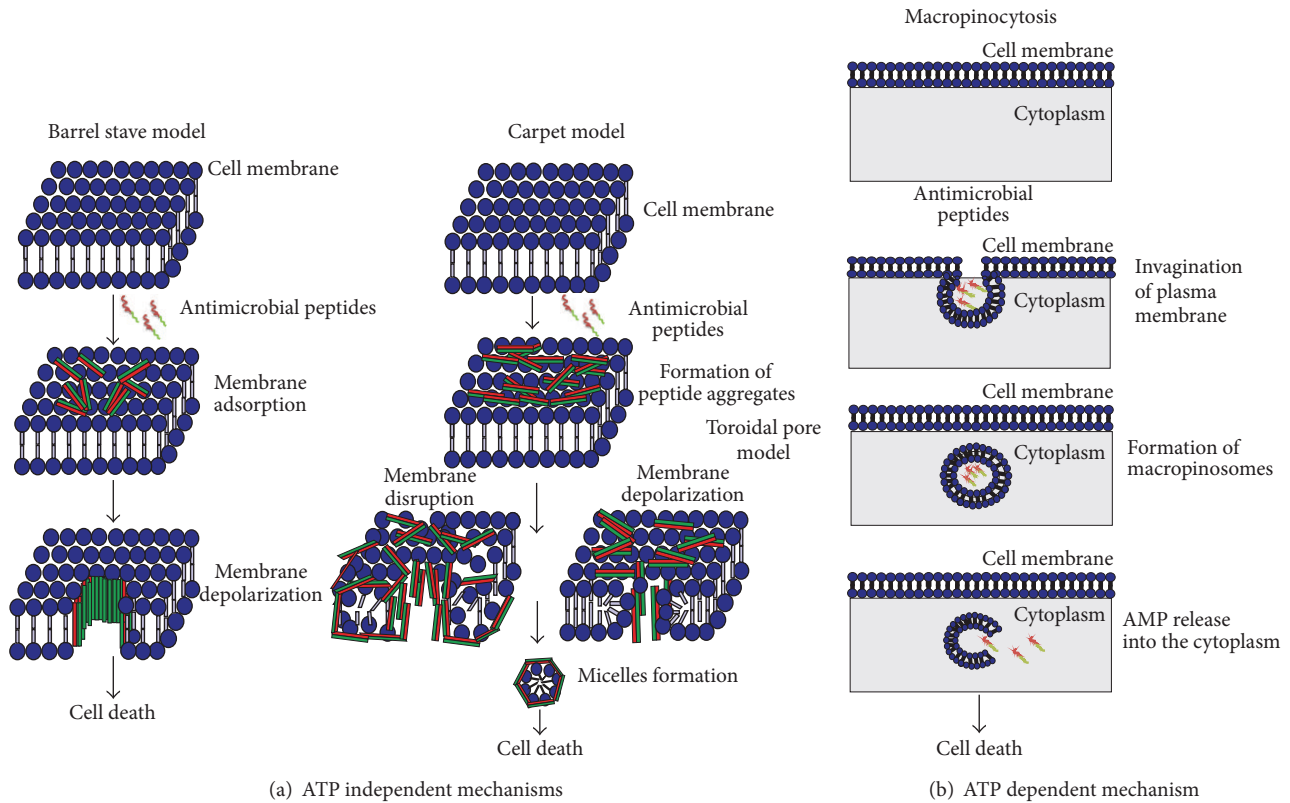 Barrel stave model
Cell membrane
Antimicrobial peptides
Membrane
adsorption
Membrane
depolarization
Cell death
Carpet model
Cell membrane
Antimicrobial
peptides
Formation of
peptide aggregates
Toroidal pore
model
Membrane
disruption
Membrane
depolarization
Micelles formation
Cell death
(a) ATP independent mechanisms
Macropinocytosis
Cell membrane
Cytoplasm
Antimicrobial
peptides
Cell membrane
Cytoplasm
Invagination
of plasma
membrane
Cell membrane
Cytoplasm
Formation of
macropinosomes
Cell membrane
Cytoplasm
AMP release
into the cytoplasm
Cell death
(b) ATP dependent mechanism